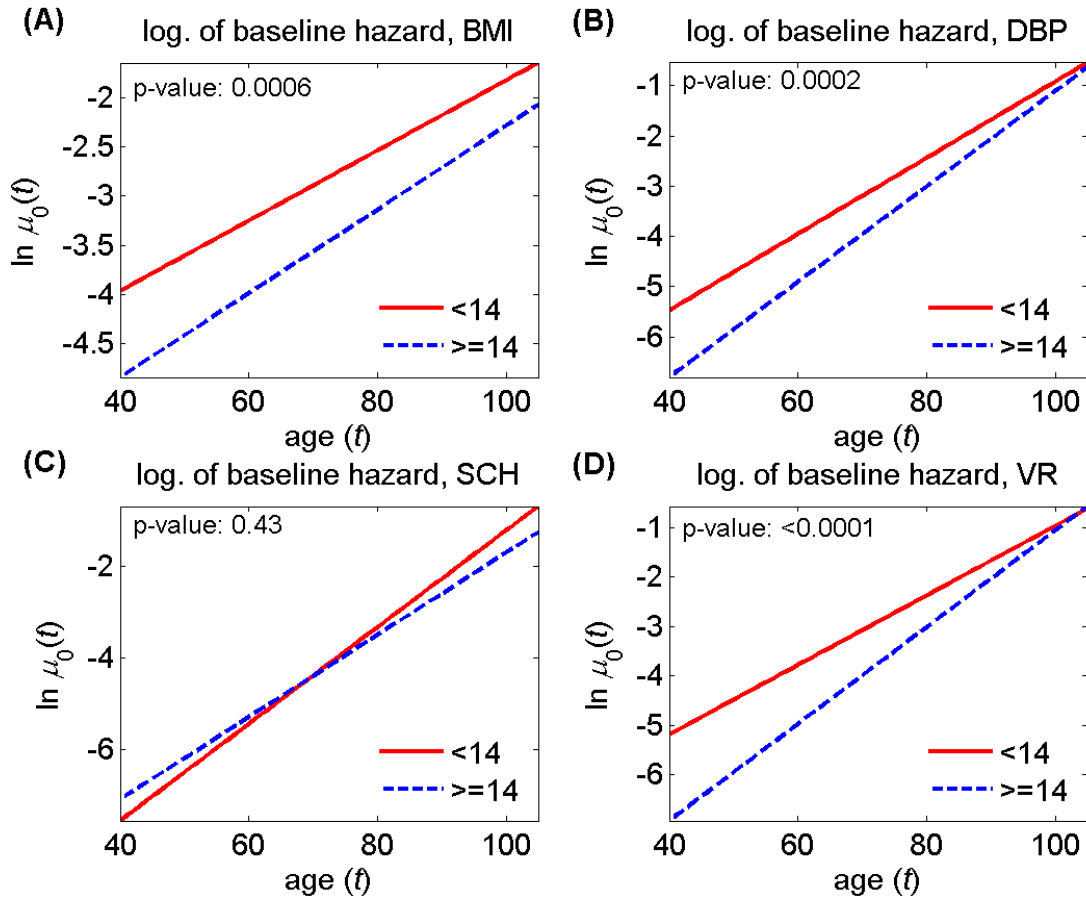 (A)
log. of baseline hazard, BMI
p-value: 0.0006
-2
-2.5
-3
-3.5
-4
-4.5
ln μ0(t)
<14
>=14
40 60 80 100
age (t)
(B)
log. of baseline hazard, DBP
p-value: 0.0002
-1
-2
-3
-4
-5
-6
ln μ0(t)
<14
>=14
40 60 80 100
age (t)
(C)
log. of baseline hazard, SCH
p-value: 0.43
-2
-4
-6
ln μ0(t)
<14
>=14
40 60 80 100
age (t)
(D)
log. of baseline hazard, VR
p-value: <0.0001
-1
-2
-3
-4
-5
-6
ln μ0(t)
<14
>=14
40 60 80 100
age (t)